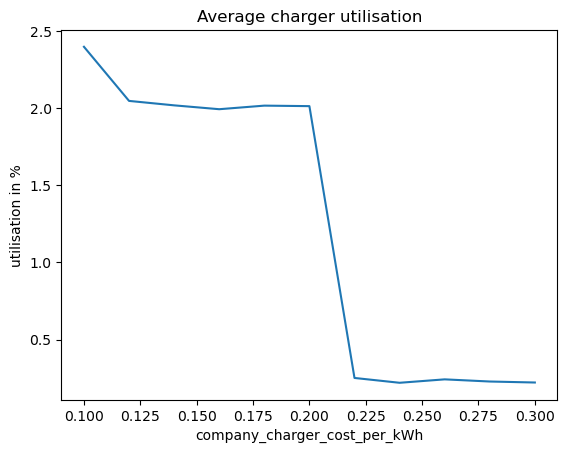 Average charger utilisation
2.5
2.0
1.5
1.0
0.5
utilisation in %
0.100 0.125 0.150 0.175 0.200 0.225 0.250 0.275 0.300
company_charger_cost_per_kWh